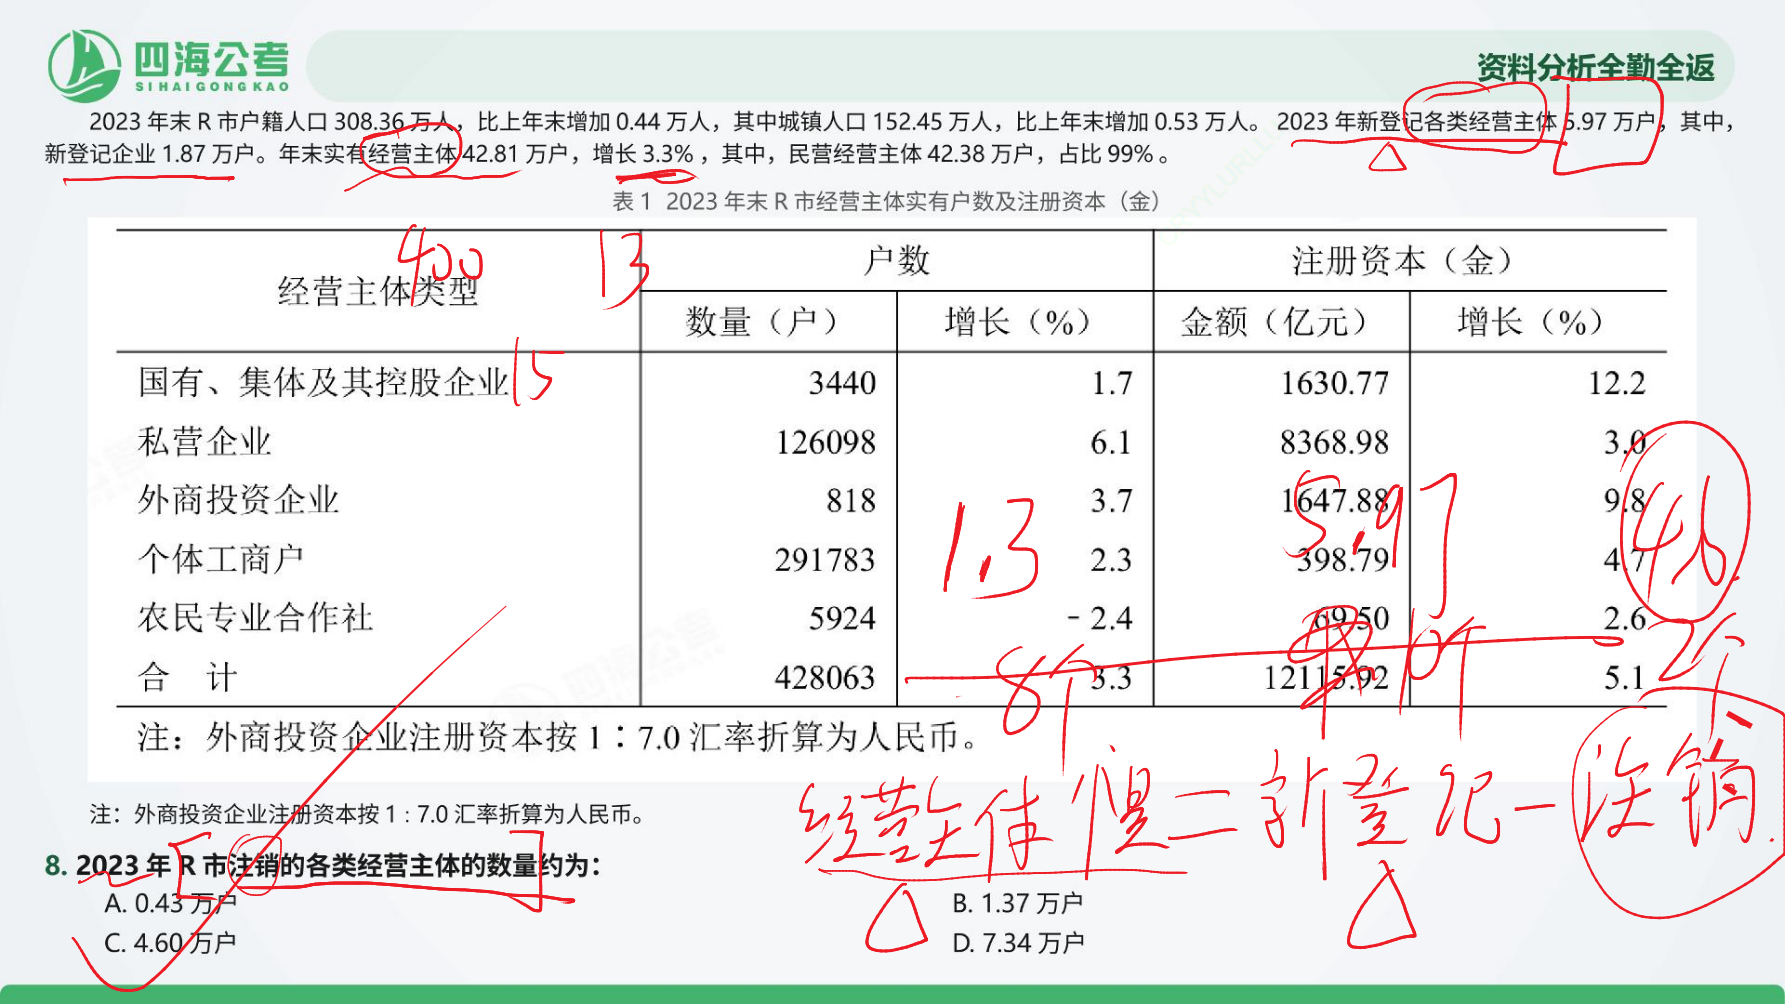 四海公考
SIHAIGONGKAO
资料分析全勤全返
2023 年末 R 市户籍人口 308.36 万人，比上年末增加 0.44 万人，其中城镇人口 152.45 万人，比上年末增加 0.53 万人。 2023 年新登记各类经营主体 5.97 万户，其中，
新登记企业 1.87 万户。年末实有经营主体 42.81 万户，增长 3.3% ，其中，民营经营主体 42.38 万户，占比 99% 。
表 1 2023 年末 R 市经营主体实有户数及注册资本（金）
400 13
经营主体类型 户数 注册资本（金）
数量（户） 增长（%） 金额（亿元） 增长（%）
国有、集体及其控股企业 3440 1.7 1630.77 12.2
15
私营企业 126098 6.1 8368.98 3.0
外商投资企业 818 3.7 1647.88 9.8
1.3 5.97 4.6
个体工商户 291783 2.3 398.79 4.7
农民专业合作社 5924 -2.4 69.50 2.6
合 计 428063 3.3 12115.92 5.1
8个 10个 2个
注：外商投资企业注册资本按 1∶7.0 汇率折算为人民币。
经营主体增=新登记-注销
注：外商投资企业注册资本按 1 : 7.0 汇率折算为人民币。
8. 2023 年 R 市注销的各类经营主体的数量约为：
A. 0.43 万户 B. 1.37 万户
C. 4.60 万户 D. 7.34 万户